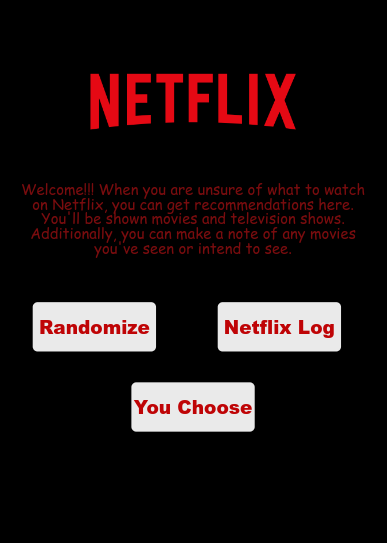 NETFLIX
Welcome!!! When you are unsure of what to watch
on Netflix, you can get recommendations here.
You'll be shown movies and television shows.
Additionally, you can make a note of any movies
you've seen or intend to see.
Randomize
Netflix Log
You Choose